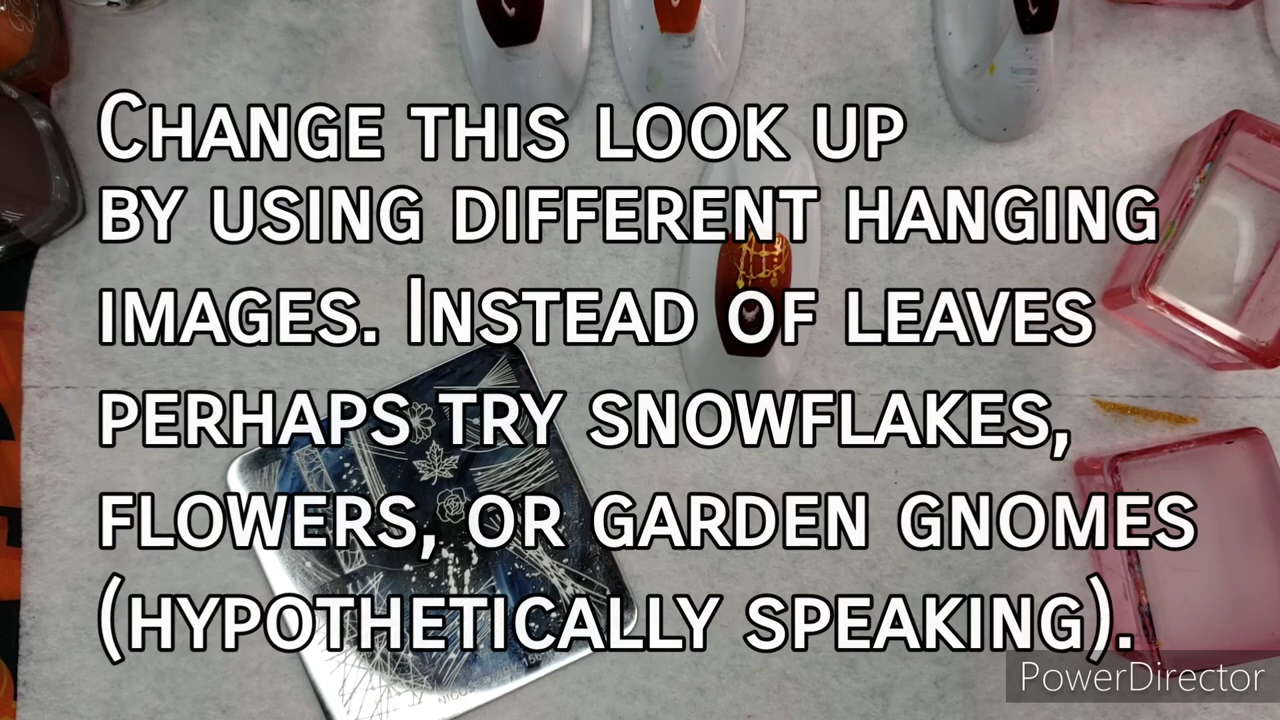 Change this look up
by using different hanging
images. Instead of leaves
perhaps try snowflakes,
flowers, or garden gnomes
(hypothetically speaking).
PowerDirector